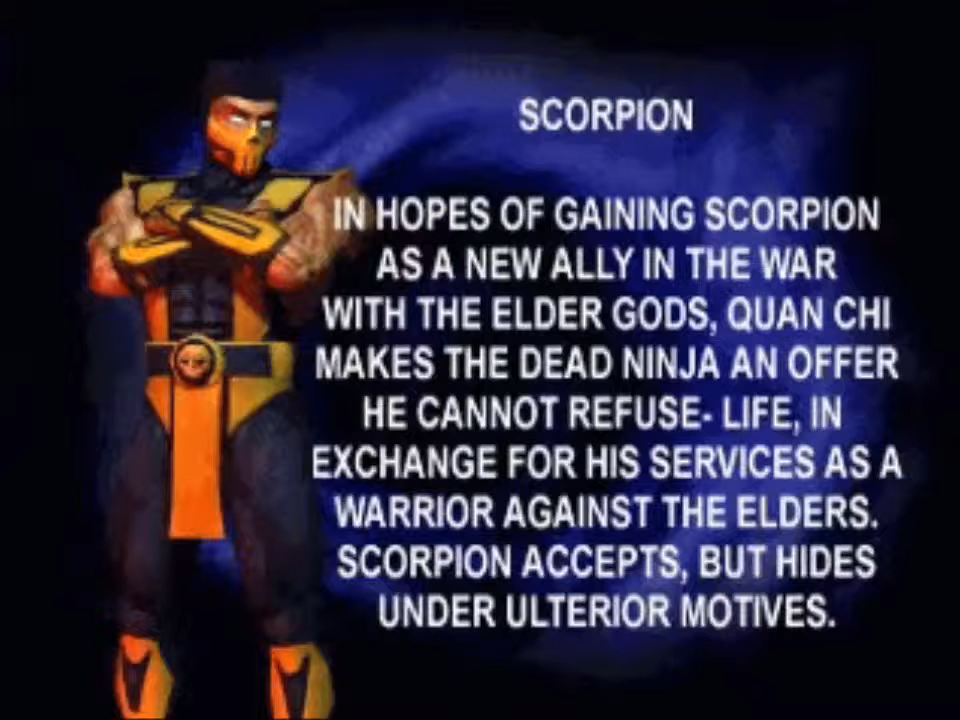 SCORPION
IN HOPES OF GAINING SCORPION
AS A NEW ALLY IN THE WAR
WITH THE ELDER GODS, QUAN CHI
MAKES THE DEAD NINJA AN OFFER
HE CANNOT REFUSE- LIFE, IN
EXCHANGE FOR HIS SERVICES AS A
WARRIOR AGAINST THE ELDERS.
SCORPION ACCEPTS, BUT HIDES
UNDER ULTERIOR MOTIVES.